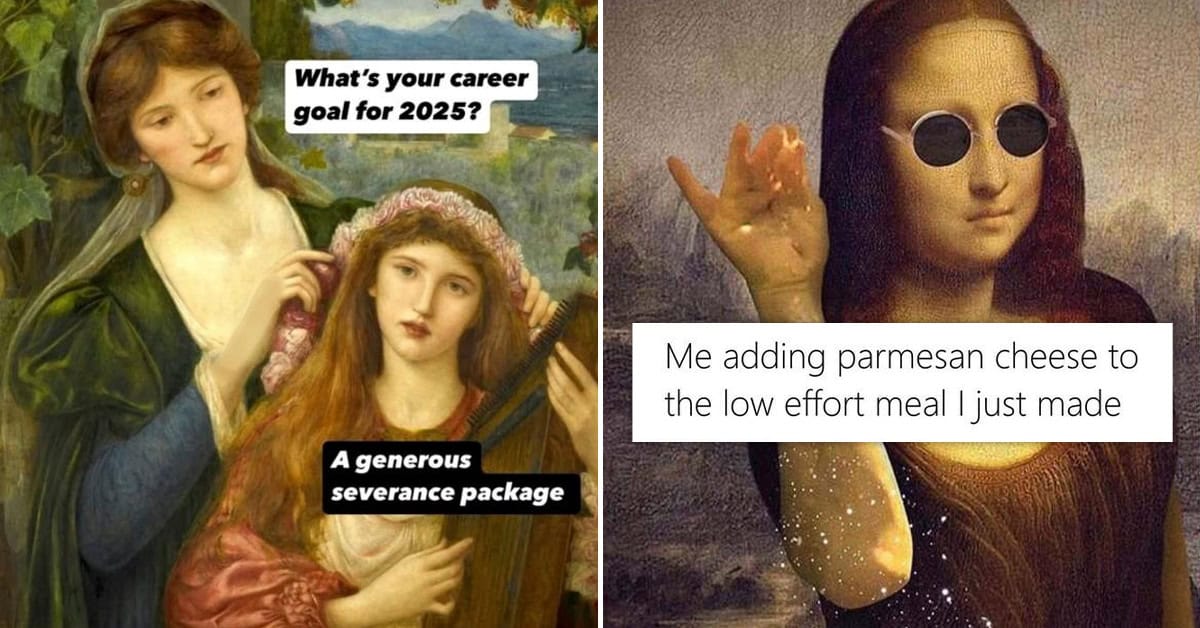 What's your career
goal for 2025?
A generous
severance package
Me adding parmesan cheese to
the low effort meal I just made